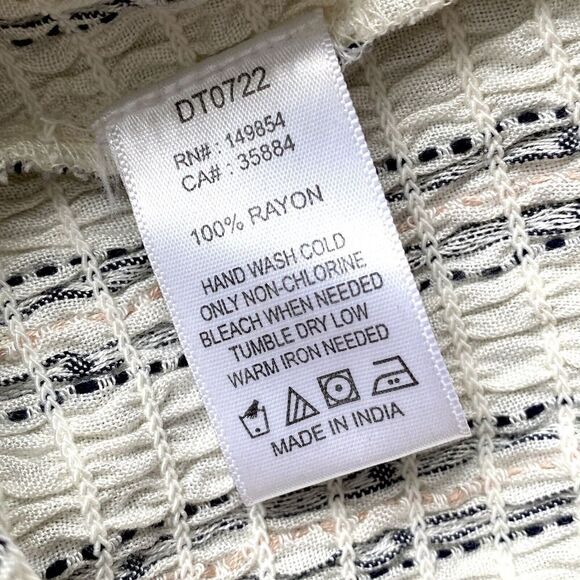 DT0722
RN# : 149854
CA# : 35884
100% RAYON
HAND WASH COLD
ONLY NON-CHLORINE
BLEACH WHEN NEEDED
TUMBLE DRY LOW
WARM IRON NEEDED
MADE IN INDIA